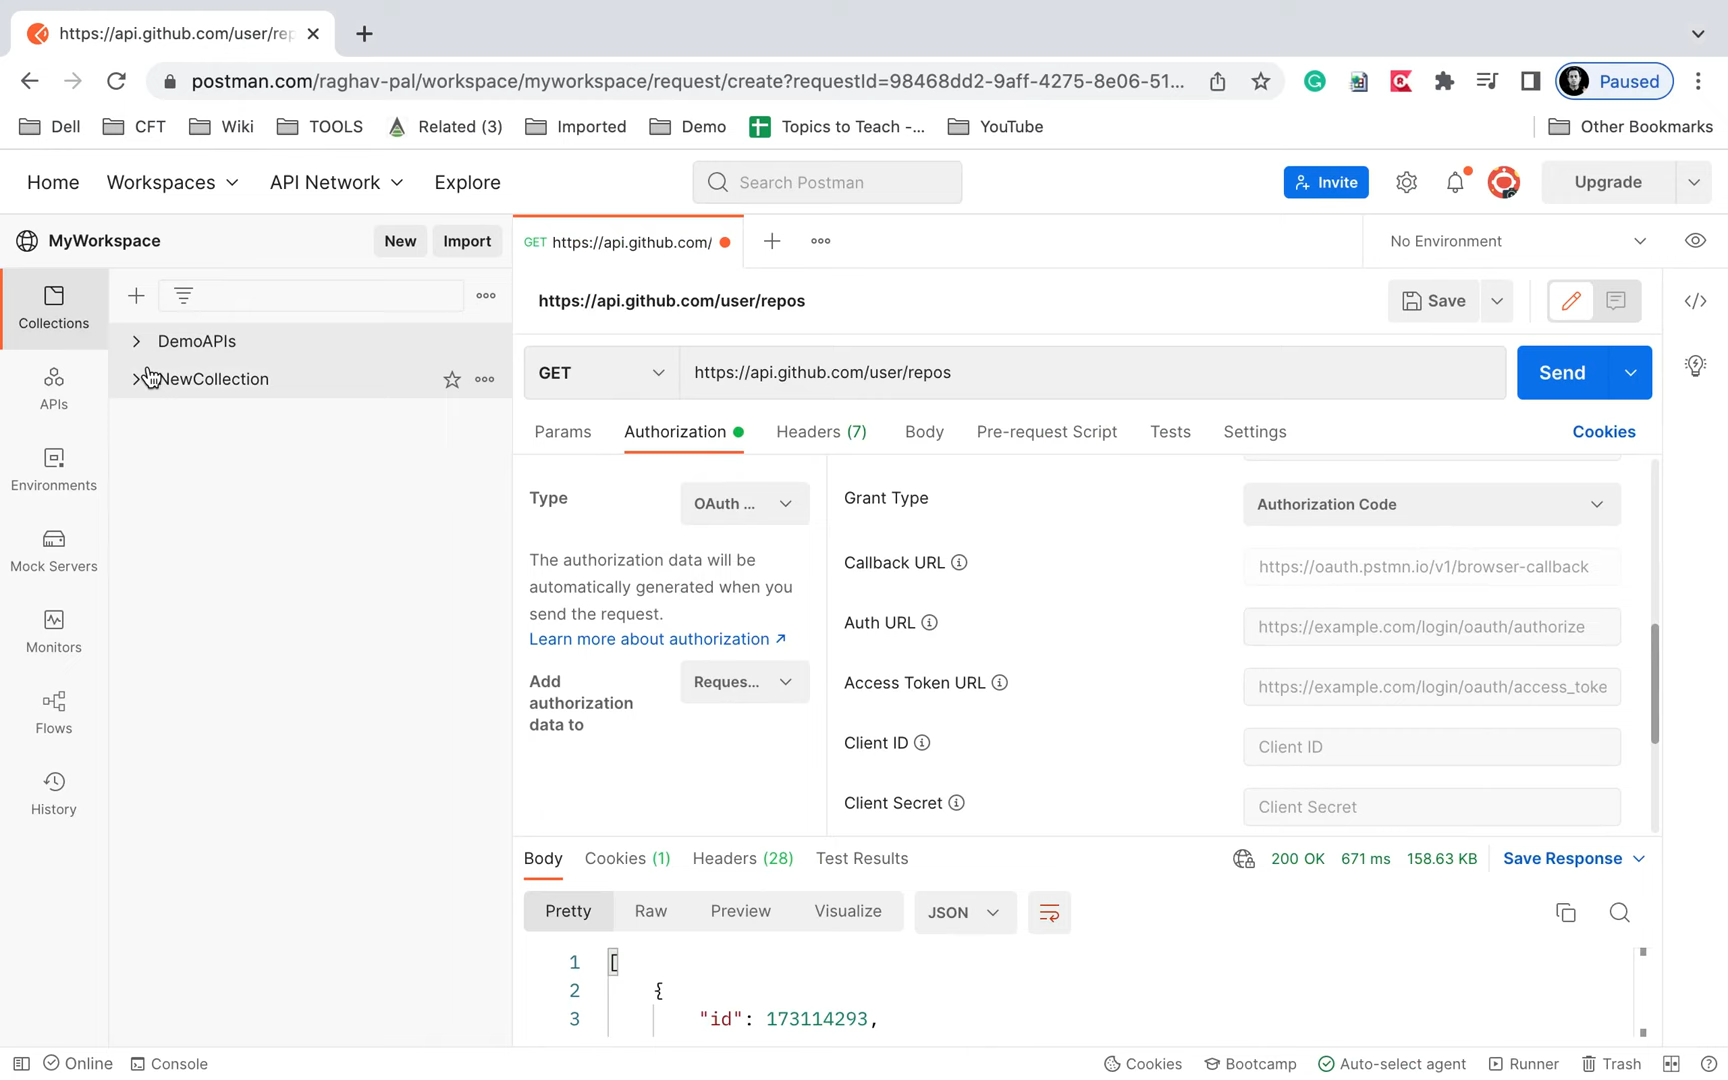 https://api.github.com/user/rep
postman.com/raghav-pal/workspace/myworkspace/request/create?requestId=98468dd2-9aff-4275-8e06-51...
Paused
Dell
CFT
Wiki
TOOLS
Related (3)
Imported
Demo
Topics to Teach -...
YouTube
Other Bookmarks
Home
Workspaces
API Network
Explore
Search Postman
Invite
Upgrade
MyWorkspace
New
Import
GET https://api.github.com/
No Environment
Collections
APIs
Environments
Mock Servers
Monitors
Flows
History
DemoAPIs
NewCollection
https://api.github.com/user/repos
Save
GET
https://api.github.com/user/repos
Send
Params
Authorization
Headers (7)
Body
Pre-request Script
Tests
Settings
Cookies
Type
OAuth ...
The authorization data will be
automatically generated when you
send the request.
Learn more about authorization ↗
Add
authorization
data to
Reques...
Grant Type
Authorization Code
Callback URL
https://oauth.pstmn.io/v1/browser-callback
Auth URL
https://example.com/login/oauth/authorize
Access Token URL
https://example.com/login/oauth/access_toke
Client ID
Client ID
Client Secret
Client Secret
Body
Cookies (1)
Headers (28)
Test Results
200 OK
671 ms
158.63 KB
Save Response
Pretty
Raw
Preview
Visualize
JSON
1 [
2 {
3 "id": 173114293,
Online
Console
Cookies
Bootcamp
Auto-select agent
Runner
Trash